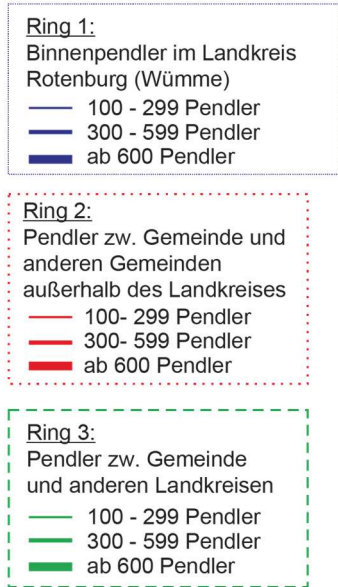 Ring 1:
Binnenpendler im Landkreis
Rotenburg (Wümme)
100 - 299 Pendler
300 - 599 Pendler
ab 600 Pendler
Ring 2:
Pendler zw. Gemeinde und
anderen Gemeinden
außerhalb des Landkreises
100- 299 Pendler
300- 599 Pendler
ab 600 Pendler
Ring 3:
Pendler zw. Gemeinde
und anderen Landkreisen
100 - 299 Pendler
300 - 599 Pendler
ab 600 Pendler